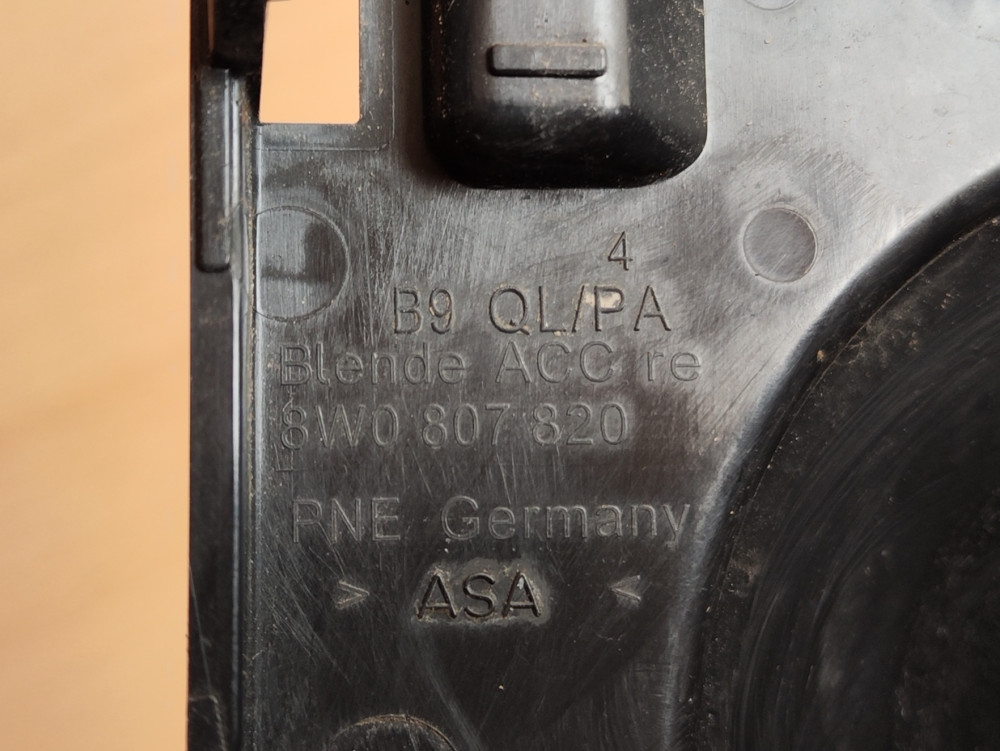 4
B9 QL/PA
Blende ACC re
8W0 807 820
PNE Germany
> ASA <